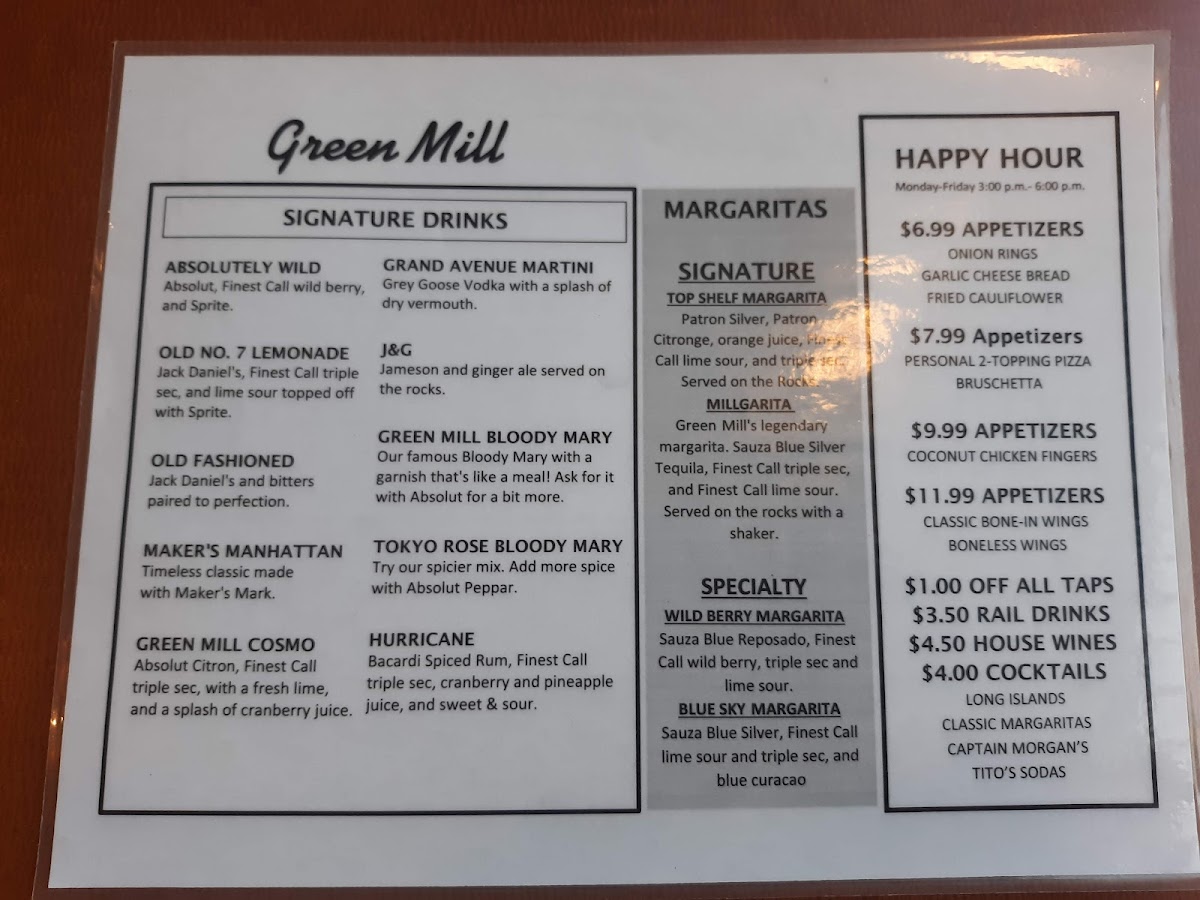 Green Mill
SIGNATURE DRINKS
ABSOLUTELY WILD
Absolut, Finest Call wild berry,
and Sprite.
OLD NO. 7 LEMONADE
Jack Daniel's, Finest Call triple
sec, and lime sour topped off
with Sprite.
OLD FASHIONED
Jack Daniel's and bitters
paired to perfection.
MAKER'S MANHATTAN
Timeless classic made
with Maker's Mark.
GREEN MILL COSMO
Absolut Citron, Finest Call
triple sec, with a fresh lime,
and a splash of cranberry juice.
GRAND AVENUE MARTINI
Grey Goose Vodka with a splash of
dry vermouth.
J&G
Jameson and ginger ale served on
the rocks.
GREEN MILL BLOODY MARY
Our famous Bloody Mary with a
garnish that's like a meal! Ask for it
with Absolut for a bit more.
TOKYO ROSE BLOODY MARY
Try our spicier mix. Add more spice
with Absolut Peppar.
HURRICANE
Bacardi Spiced Rum, Finest Call
triple sec, cranberry and pineapple
juice, and sweet & sour.
MARGARITAS
SIGNATURE
TOP SHELF MARGARITA
Patron Silver, Patron
Citronge, orange juice, Finest
Call lime sour, and triple sec.
Served on the Rocks.
MILLGARITA
Green Mill's legendary
margarita. Sauza Blue Silver
Tequila, Finest Call triple sec,
and Finest Call lime sour.
Served on the rocks with a
shaker.
SPECIALTY
WILD BERRY MARGARITA
Sauza Blue Reposado, Finest
Call wild berry, triple sec and
lime sour.
BLUE SKY MARGARITA
Sauza Blue Silver, Finest Call
lime sour and triple sec, and
blue curacao
HAPPY HOUR
Monday-Friday 3:00 p.m.- 6:00 p.m.
$6.99 APPETIZERS
ONION RINGS
GARLIC CHEESE BREAD
FRIED CAULIFLOWER
$7.99 Appetizers
PERSONAL 2-TOPPING PIZZA
BRUSCHETTA
$9.99 APPETIZERS
COCONUT CHICKEN FINGERS
$11.99 APPETIZERS
CLASSIC BONE-IN WINGS
BONELESS WINGS
$1.00 OFF ALL TAPS
$3.50 RAIL DRINKS
$4.50 HOUSE WINES
$4.00 COCKTAILS
LONG ISLANDS
CLASSIC MARGARITAS
CAPTAIN MORGAN'S
TITO'S SODAS